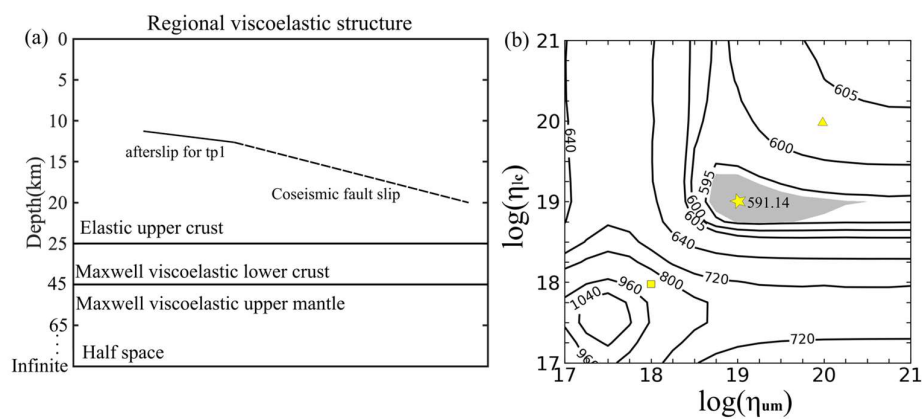 (a)
Regional viscoelastic structure
Depth(km)
0
5
10
15
20
25
45
65
Infinite
afterslip for tp1
Coseismic fault slip
Elastic upper crust
Maxwell viscoelastic lower crust
Maxwell viscoelastic upper mantle
Half space
(b)
log(ηlc)
21
20
19
18
17
640
605
600
595
591.14
600
605
640
720
800
960
1040
960
720
17
18
19
20
21
log(ηum)